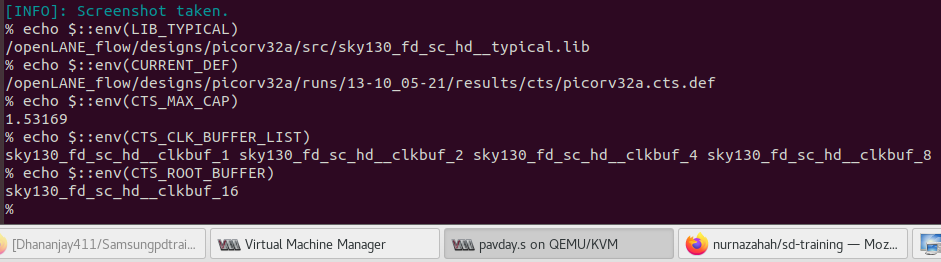 [INFO]: Screenshot taken.
% echo $::env(LIB_TYPICAL)
/openLANE_flow/designs/picorv32a/src/sky130_fd_sc_hd__typical.lib
% echo $::env(CURRENT_DEF)
/openLANE_flow/designs/picorv32a/runs/13-10_05-21/results/cts/picorv32a.cts.def
% echo $::env(CTS_MAX_CAP)
1.53169
% echo $::env(CTS_CLK_BUFFER_LIST)
sky130_fd_sc_hd__clkbuf_1 sky130_fd_sc_hd__clkbuf_2 sky130_fd_sc_hd__clkbuf_4 sky130_fd_sc_hd__clkbuf_8
% echo $::env(CTS_ROOT_BUFFER)
sky130_fd_sc_hd__clkbuf_16
%
[Dhananjay411/Samsungpdtrai... Virtual Machine Manager pavday.s on QEMU/KVM nurnazahah/sd-training — Moz...